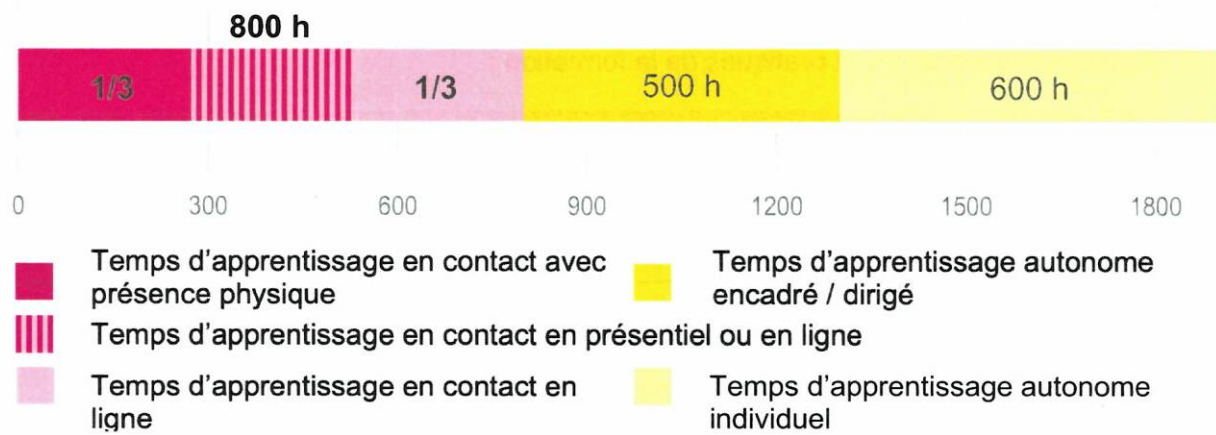 800 h
1/3
1/3
500 h
600 h
0 300 600 900 1200 1500 1800
Temps d'apprentissage en contact avec
présence physique
Temps d'apprentissage autonome
encadré / dirigé
Temps d'apprentissage en contact en présentiel ou en ligne
Temps d'apprentissage en contact en
ligne
Temps d'apprentissage autonome
individuel